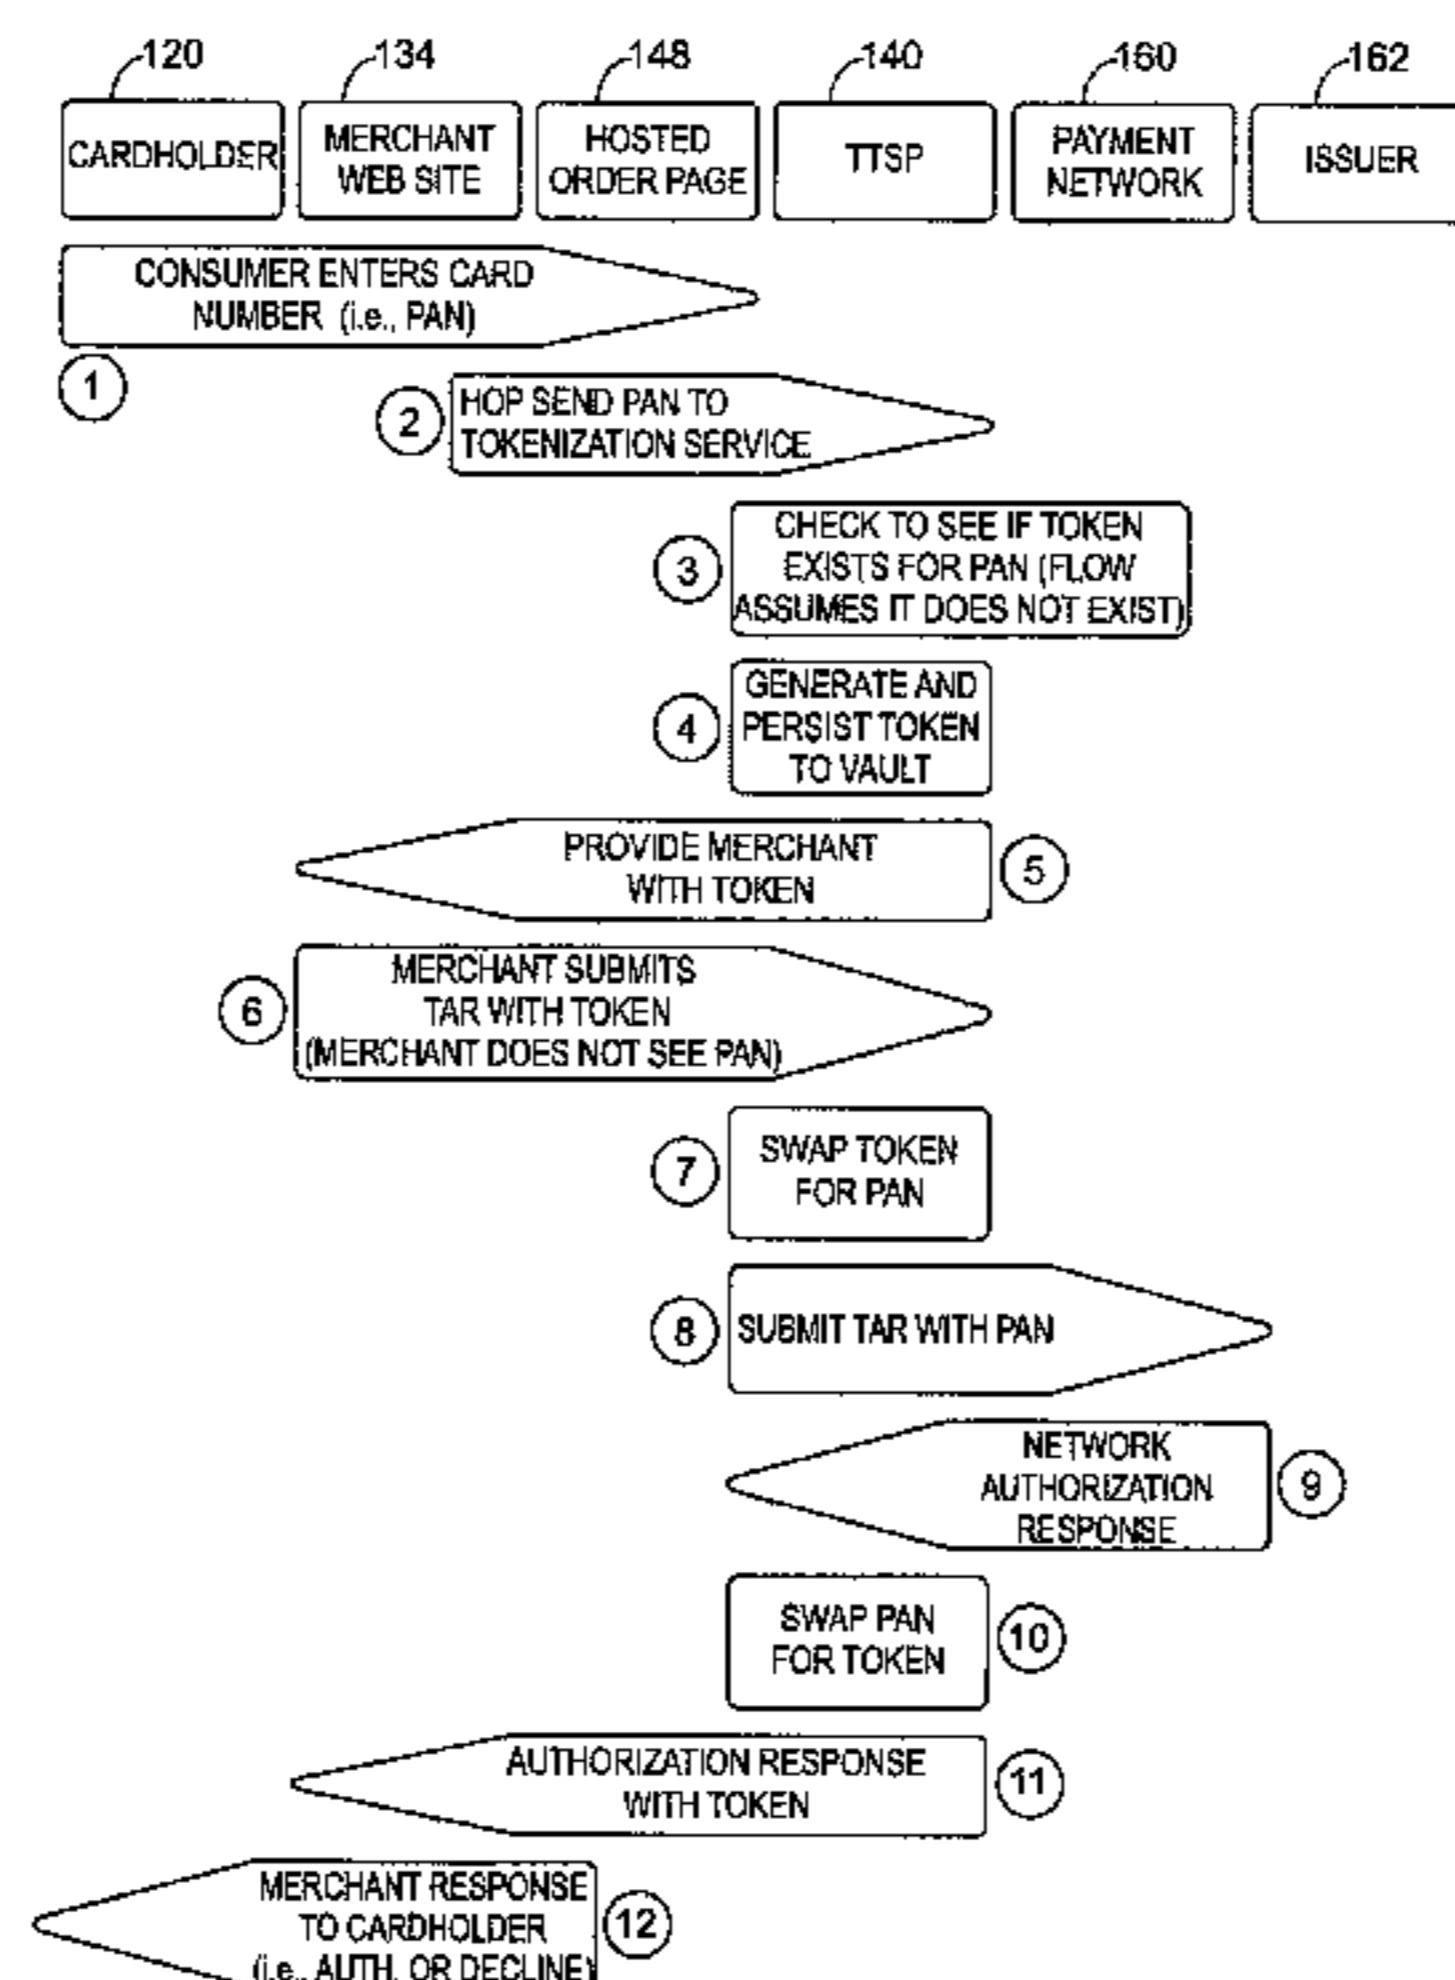 120
134
148
140
160
162
CARDHOLDER
MERCHANT
WEB SITE
HOSTED
ORDER PAGE
TTSP
PAYMENT
NETWORK
ISSUER
CONSUMER ENTERS CARD
NUMBER (i.e., PAN)
1
2
HOP SEND PAN TO
TOKENIZATION SERVICE
3
CHECK TO SEE IF TOKEN
EXISTS FOR PAN (FLOW
ASSUMES IT DOES NOT EXIST)
4
GENERATE AND
PERSIST TOKEN
TO VAULT
PROVIDE MERCHANT
WITH TOKEN
5
6
MERCHANT SUBMITS
TAR WITH TOKEN
(MERCHANT DOES NOT SEE PAN)
7
SWAP TOKEN
FOR PAN
8
SUBMIT TAR WITH PAN
NETWORK
AUTHORIZATION
RESPONSE
9
SWAP PAN
FOR TOKEN
10
AUTHORIZATION RESPONSE
WITH TOKEN
11
MERCHANT RESPONSE
TO CARDHOLDER
(i.e., AUTH. OR DECLINE)
12